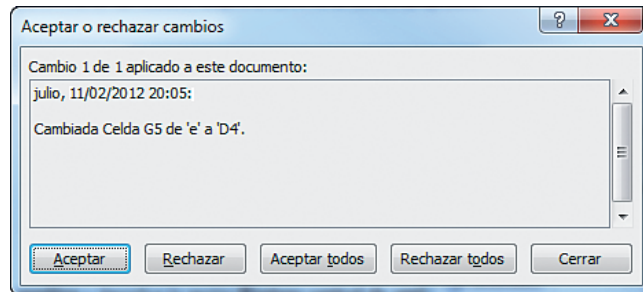 Aceptar o rechazar cambios
Cambio 1 de 1 aplicado a este documento:
julio, 11/02/2012 20:05:
Cambiada Celda G5 de 'e' a 'D4'.
Aceptar
Rechazar
Aceptar todos
Rechazar todos
Cerrar